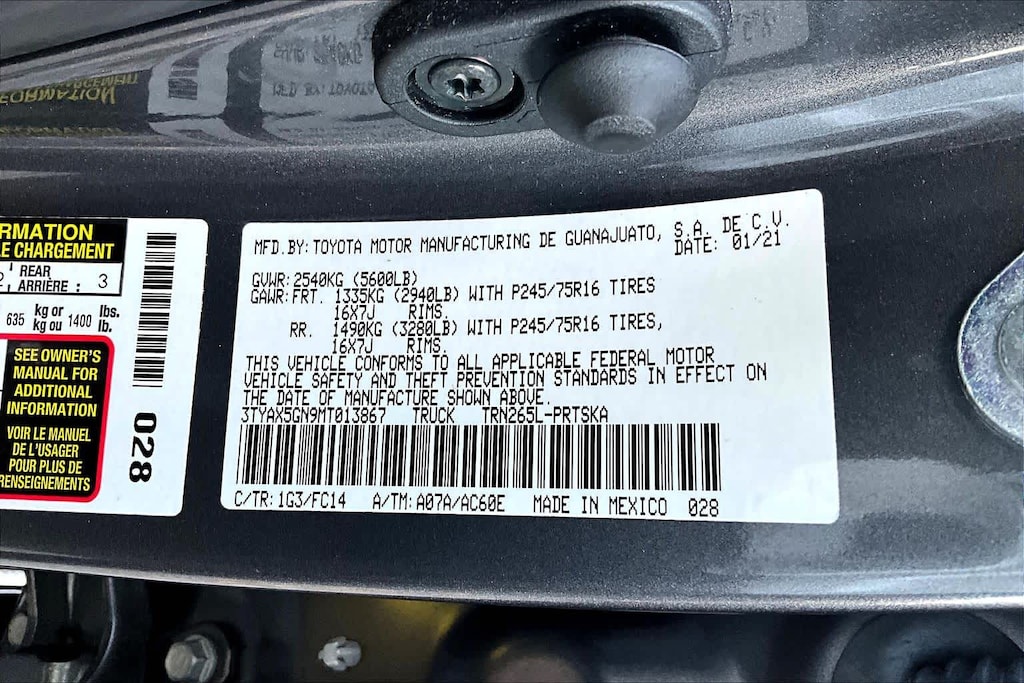 RMATION
E CHARGEMENT
REAR
ARRIÈRE : 3
635 kg or 1400 lbs.
kg ou lb.
SEE OWNER'S
MANUAL FOR
ADDITIONAL
INFORMATION
VOIR LE MANUEL
DE L'USAGER
POUR PLUS DE
RENSEIGNEMENTS
028
MFD.BY: TOYOTA MOTOR MANUFACTURING DE GUANAJUATO, S.A. DE C.V.
DATE: 01/21
GVWR:2540KG (5600LB)
GAWR:FRT. 1335KG (2940LB) WITH P245/75R16 TIRES
16X7J RIMS.
RR. 1490KG (3280LB) WITH P245/75R16 TIRES,
16X7J RIMS.
THIS VEHICLE CONFORMS TO ALL APPLICABLE FEDERAL MOTOR
VEHICLE SAFETY AND THEFT PREVENTION STANDARDS IN EFFECT ON
THE DATE OF MANUFACTURE SHOWN ABOVE.
3TYAX5GN9MT013867 TRUCK TRN265L-PRTSKA
C/TR:1G3/FC14 A/TM:A07A/AC60E MADE IN MEXICO 028